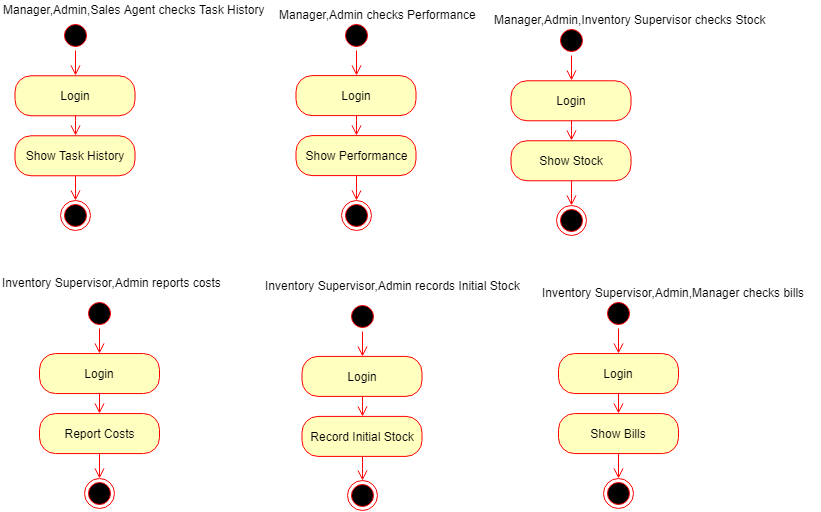 Manager,Admin,Sales Agent checks Task History
Login
Show Task History
Manager,Admin checks Performance
Login
Show Performance
Manager,Admin,Inventory Supervisor checks Stock
Login
Show Stock
Inventory Supervisor,Admin reports costs
Login
Report Costs
Inventory Supervisor,Admin records Initial Stock
Login
Record Initial Stock
Inventory Supervisor,Admin,Manager checks bills
Login
Show Bills